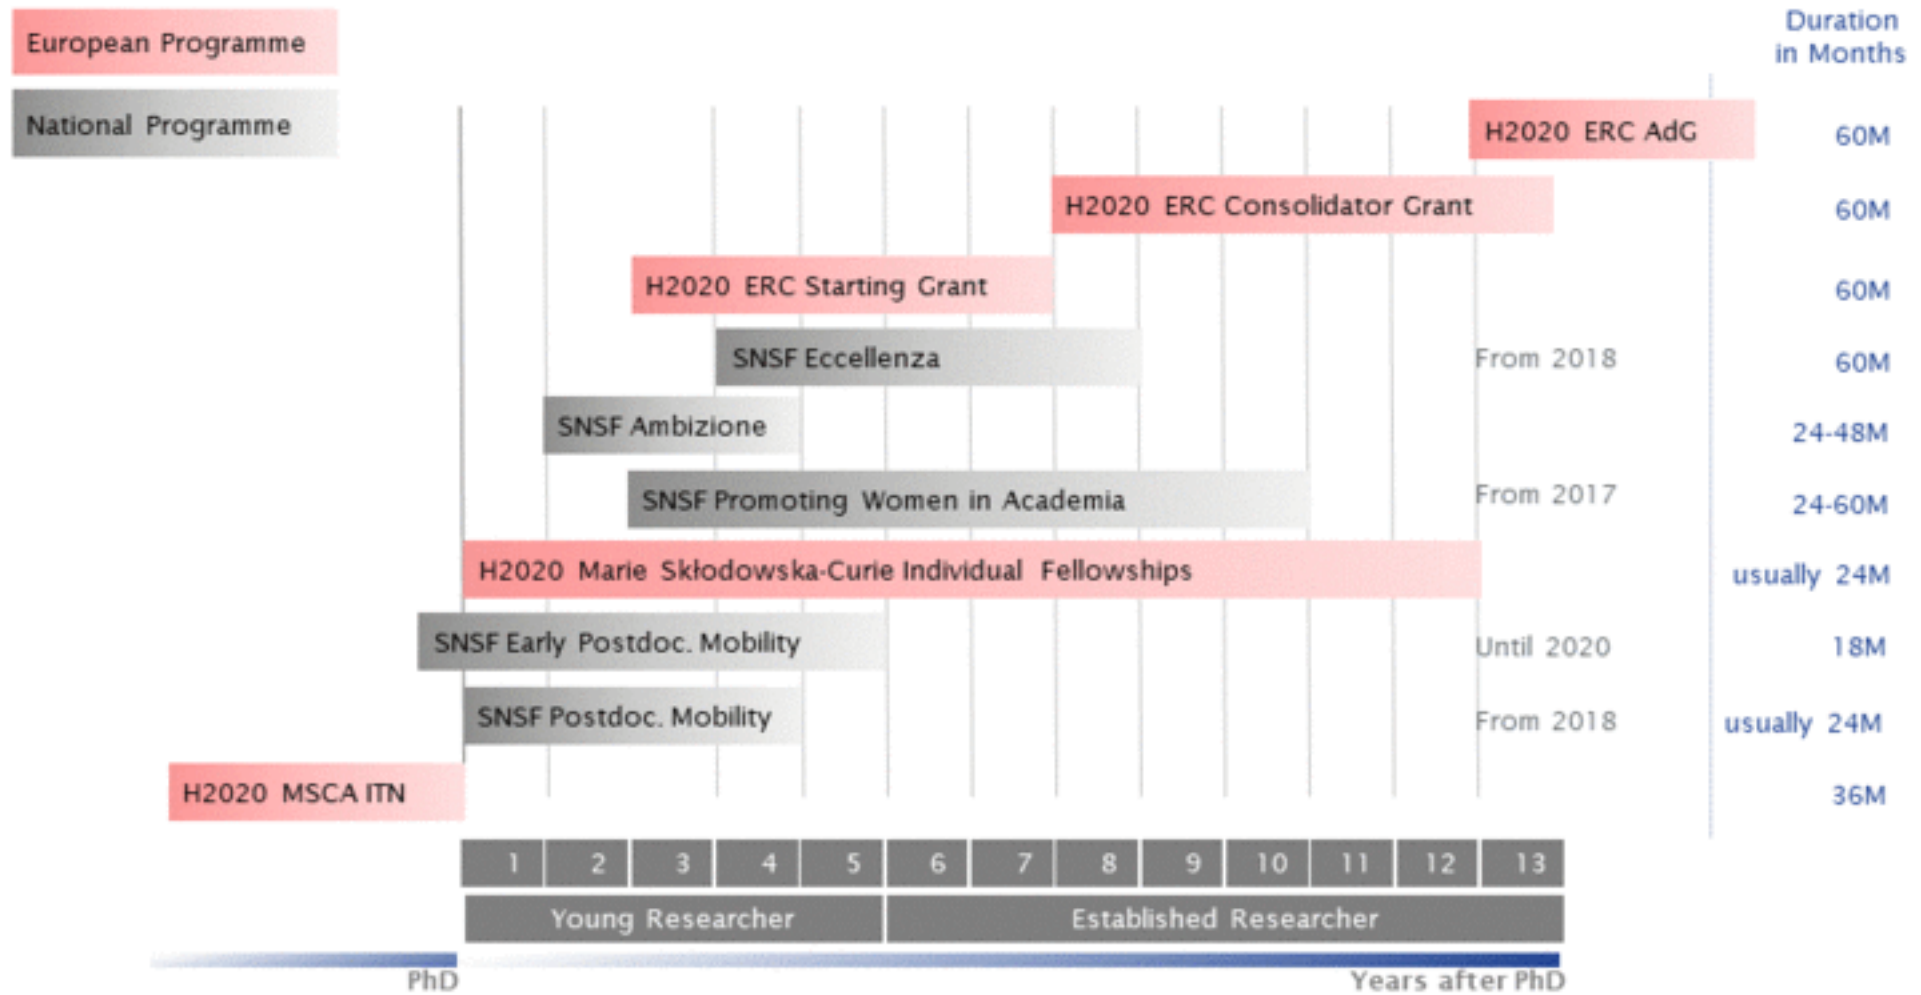 European Programme
National Programme
Duration
in Months
H2020 ERC AdG
60M
H2020 ERC Consolidator Grant
60M
H2020 ERC Starting Grant
60M
SNSF Eccellenza
From 2018
60M
SNSF Ambizione
24-48M
SNSF Promoting Women in Academia
From 2017
24-60M
H2020 Marie Skłodowska-Curie Individual Fellowships
usually 24M
SNSF Early Postdoc. Mobility
Until 2020
18M
SNSF Postdoc. Mobility
From 2018
usually 24M
H2020 MSCA ITN
36M
1 2 3 4 5 6 7 8 9 10 11 12 13
Young Researcher
Established Researcher
PhD
Years after PhD